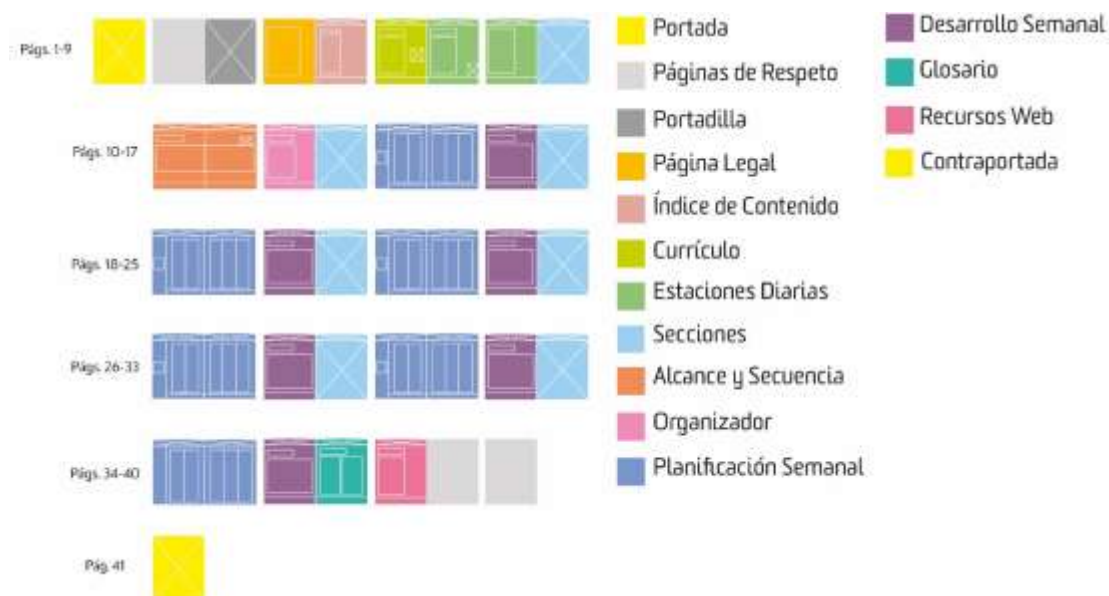 Págs. 1-9
Págs. 10-17
Págs. 18-25
Págs. 26-33
Págs. 34-40
Pág. 41
Portada
Páginas de Respeto
Portadilla
Página Legal
Índice de Contenido
Currículo
Estaciones Diarias
Secciones
Alcance y Secuencia
Organizador
Planificación Semanal
Desarrollo Semanal
Glosario
Recursos Web
Contraportada